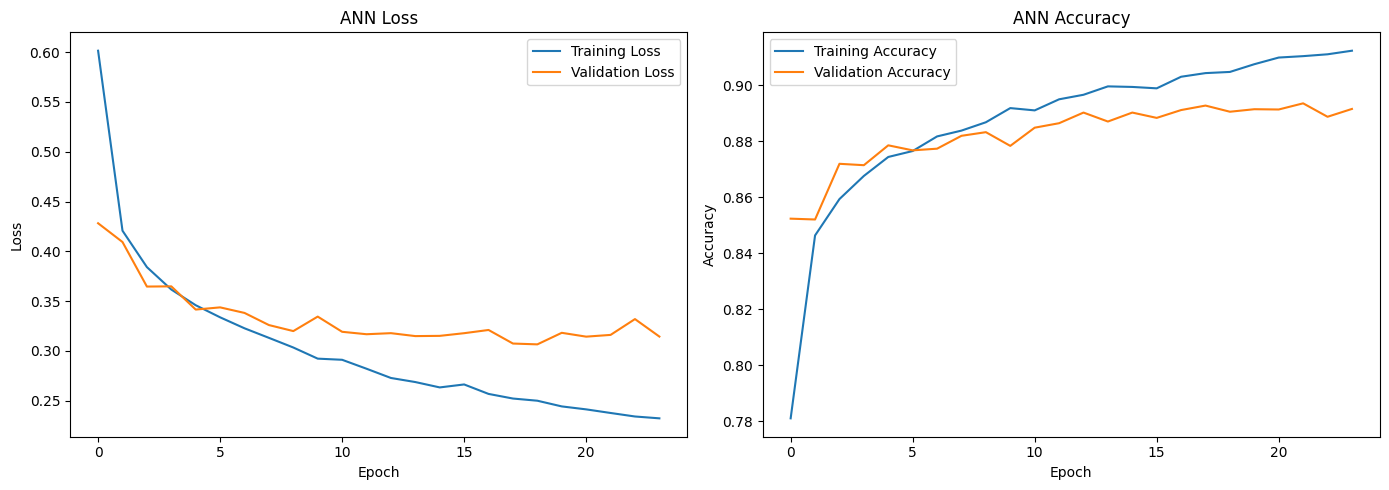 ANN Loss
Training Loss
Validation Loss
0.60
0.55
0.50
0.45
0.40
0.35
0.30
0.25
Loss
0
5
10
15
20
Epoch
ANN Accuracy
Training Accuracy
Validation Accuracy
0.90
0.88
0.86
0.84
0.82
0.80
0.78
Accuracy
0
5
10
15
20
Epoch